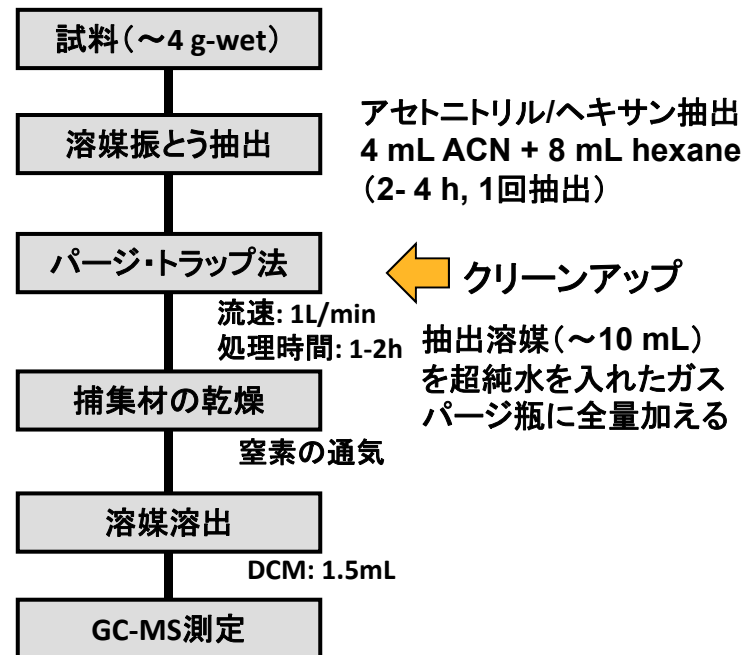 試料(～4 g-wet)
溶媒振とう抽出
アセトニトリル/ヘキサン抽出
4 mL ACN + 8 mL hexane
(2- 4 h, 1回抽出)
パージ・トラップ法
クリーンアップ
流速: 1L/min
処理時間: 1-2h
抽出溶媒(～10 mL)
を超純水を入れたガス
パージ瓶に全量加える
捕集材の乾燥
窒素の通気
溶媒溶出
DCM: 1.5mL
GC-MS測定